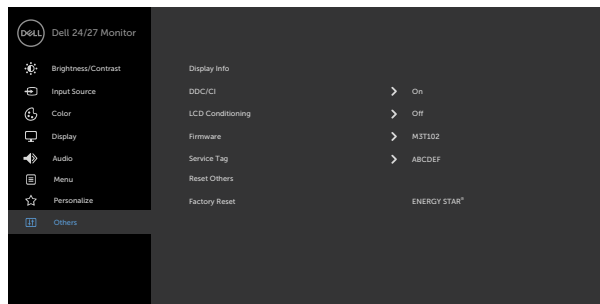 DELL Dell 24/27 Monitor
Brightness/Contrast Display Info
Input Source DDC/CI On
Color LCD Conditioning Off
Display Firmware M3T102
Audio Service Tag ABCDEF
Menu Reset Others
Personalize Factory Reset ENERGY STAR®
Others